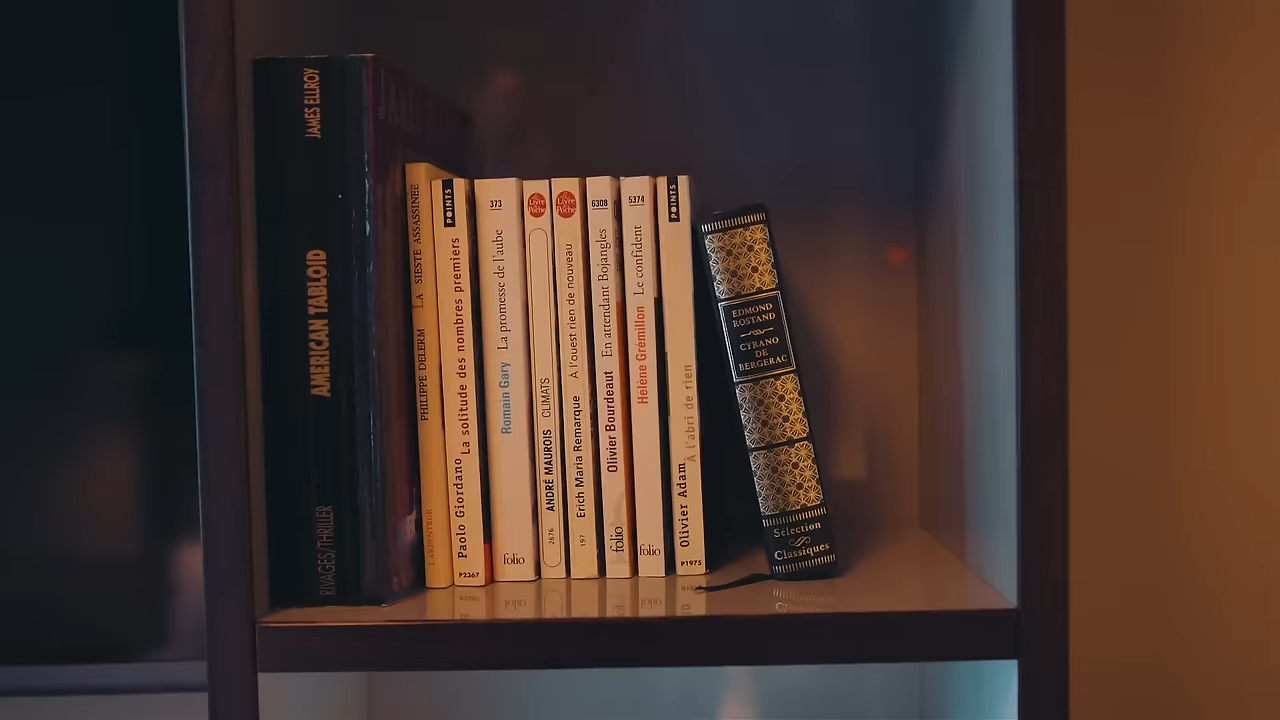 JAMES ELLROY
AMERICAN TABLOID
RIVAGES/THRILLER
PHILIPPE DELERM LA SIESTE ASSASSINÉE
L'ARPENTEUR
POINTS
Paolo Giordano La solitude des nombres premiers
P2367
373
Romain Gary La promesse de l'aube
folio
Le Livre de Poche
ANDRÉ MAUROIS CLIMATS
2676
Le Livre de Poche
Erich Maria Remarque À l'ouest rien de nouveau
197
6308
Olivier Bourdeaut En attendant Bojangles
folio
5374
Hélène Grémillon Le confident
folio
POINTS
Olivier Adam À l'abri de rien
P1975
EDMOND
ROSTAND
CYRANO
DE
BERGERAC
Sélection
Classiques